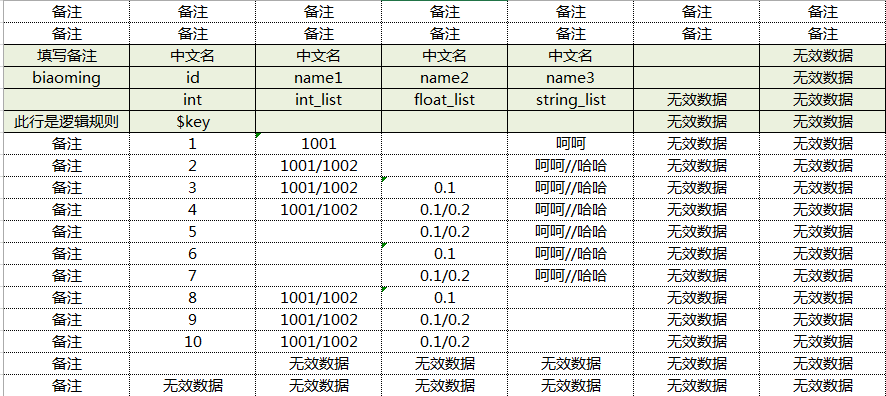 备注 备注 备注 备注 备注 备注 备注
备注 备注 备注 备注 备注 备注 备注
填写备注 中文名 中文名 中文名 中文名 无效数据
biaoming id name1 name2 name3 无效数据
int int_list float_list string_list 无效数据 无效数据
此行是逻辑规则 $key 无效数据 无效数据
备注 1 1001 呵呵 无效数据 无效数据
备注 2 1001/1002 呵呵//哈哈 无效数据 无效数据
备注 3 1001/1002 0.1 呵呵//哈哈 无效数据 无效数据
备注 4 1001/1002 0.1/0.2 呵呵//哈哈 无效数据 无效数据
备注 5 0.1/0.2 呵呵//哈哈 无效数据 无效数据
备注 6 0.1 呵呵//哈哈 无效数据 无效数据
备注 7 0.1/0.2 呵呵//哈哈 无效数据 无效数据
备注 8 1001/1002 0.1 无效数据 无效数据
备注 9 1001/1002 0.1/0.2 无效数据 无效数据
备注 10 1001/1002 0.1/0.2 无效数据 无效数据
备注 无效数据 无效数据 无效数据 无效数据 无效数据
备注 无效数据 无效数据 无效数据 无效数据 无效数据 无效数据